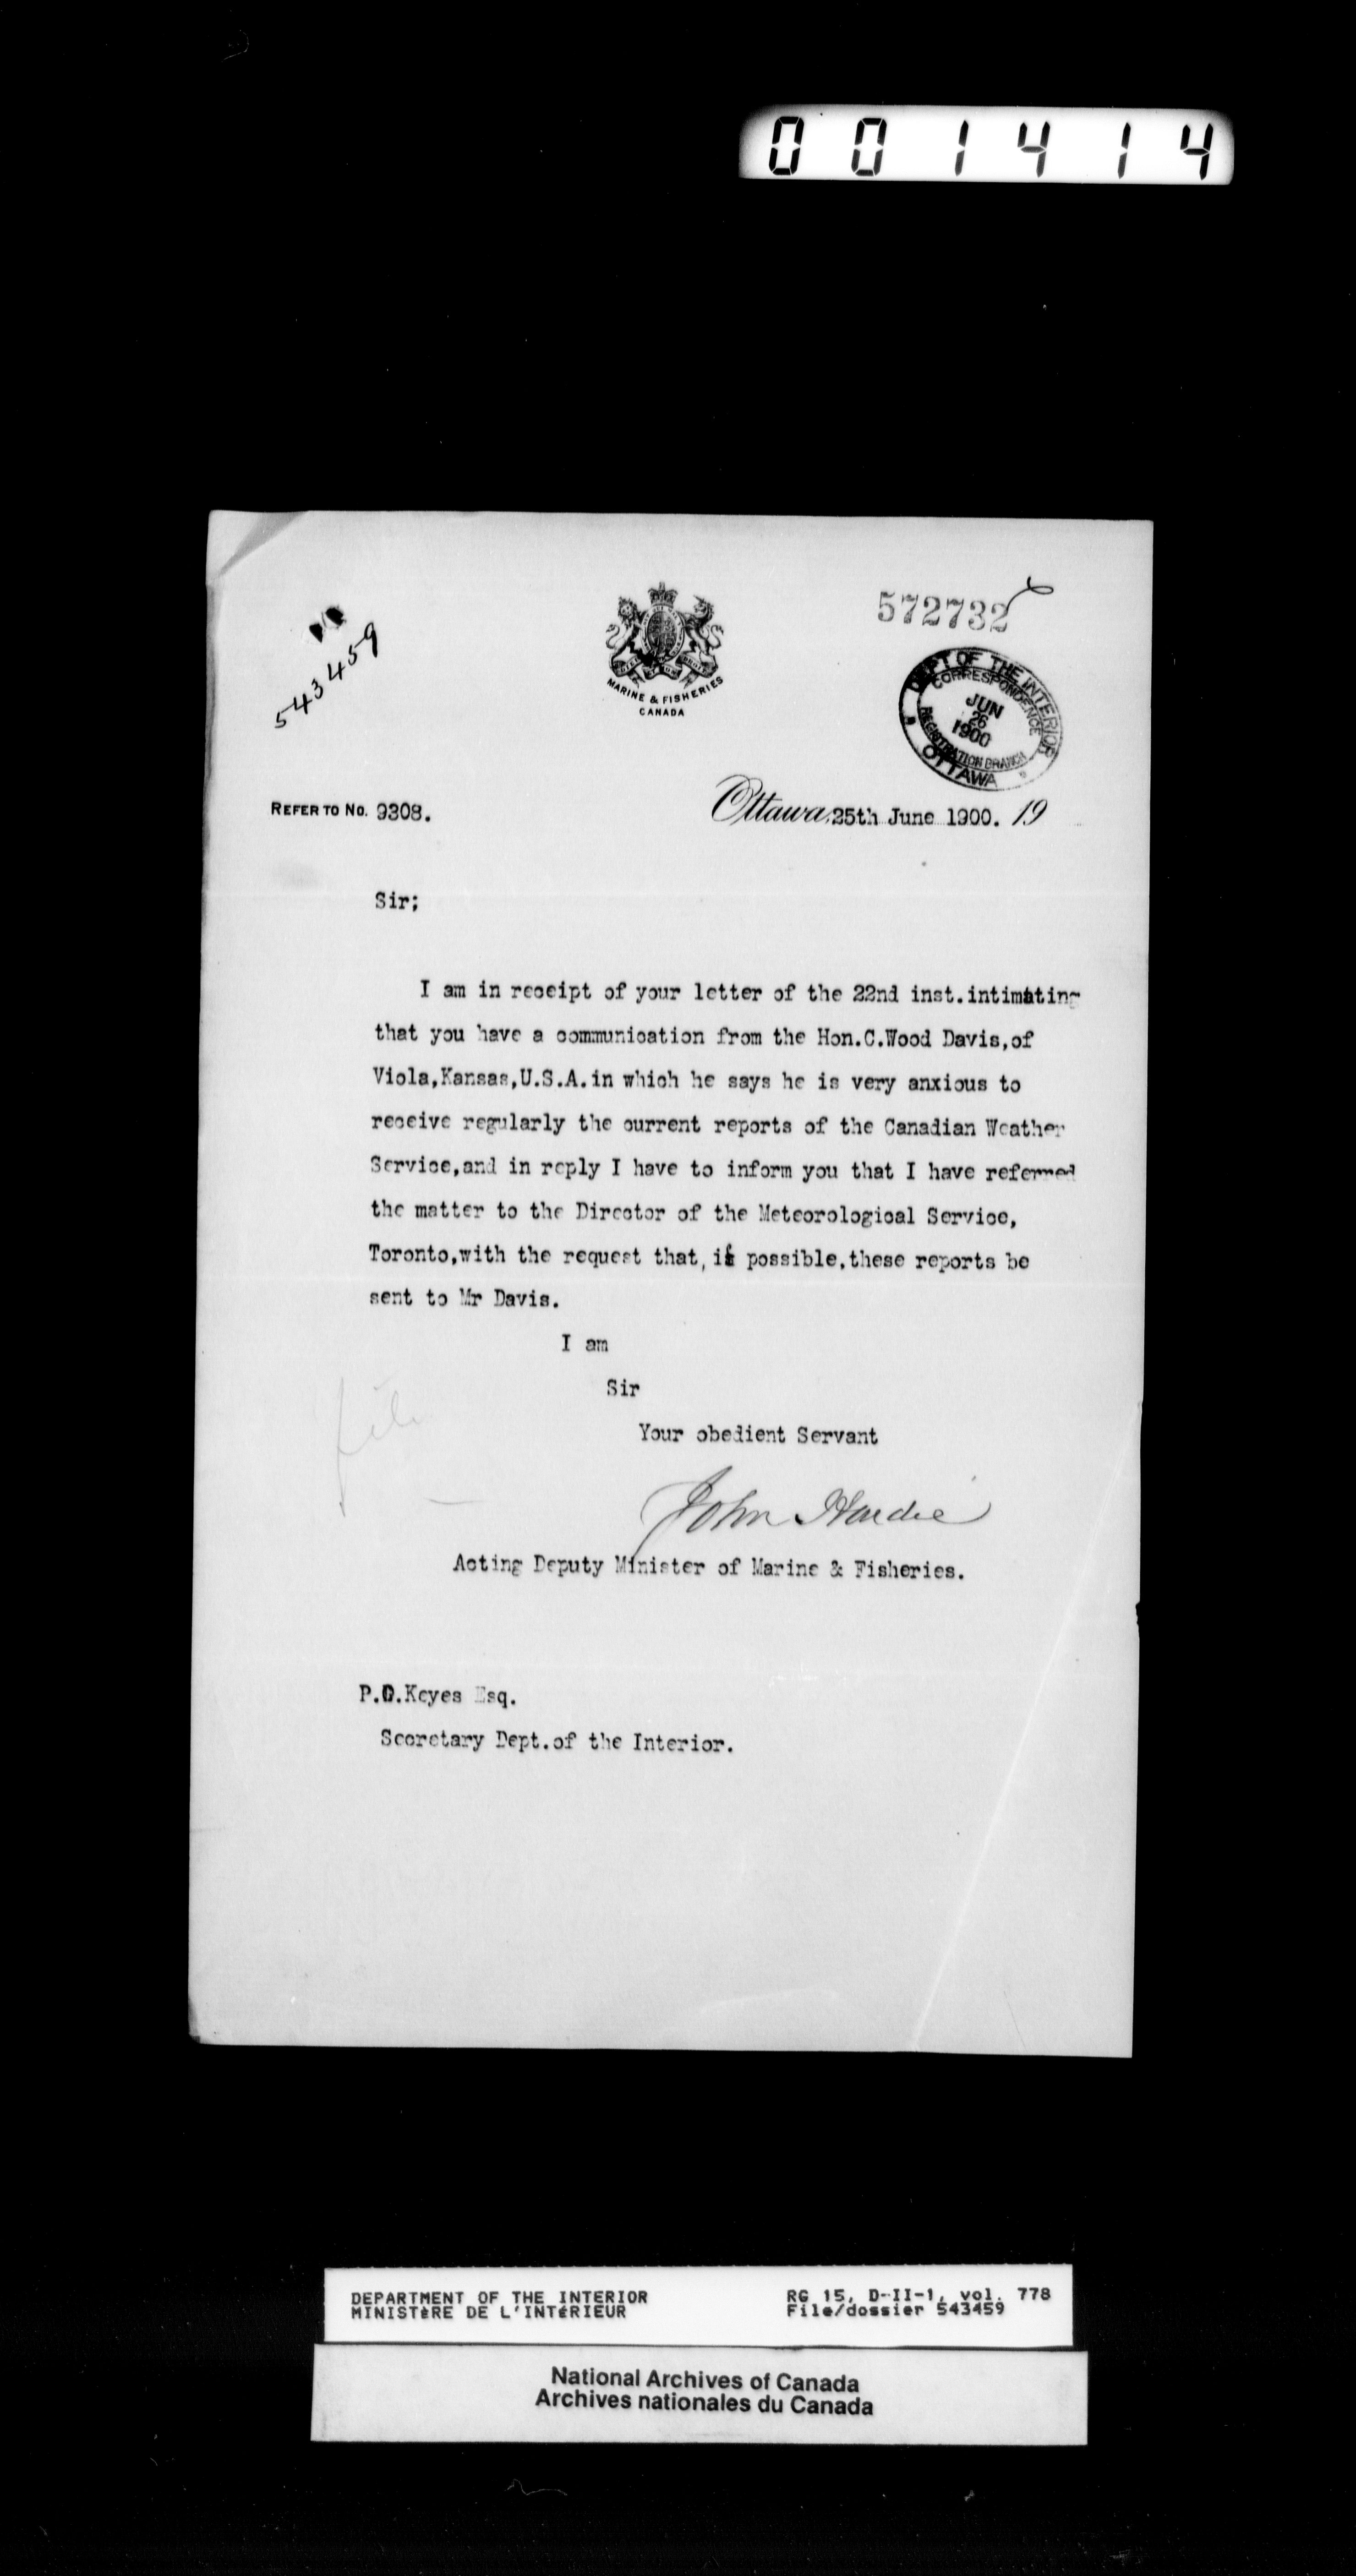 001414
543459
572732
MARINE & FISHERIES
CANADA
DEPT OF THE INTERIOR
CORRESPONDENCE
JUN
26
1900
REGISTRATION BRANCH
OTTAWA
REFER TO No. 9308.
Ottawa, 25th June 1900. 19
Sir;
I am in receipt of your letter of the 22nd inst.intimating
that you have a communication from the Hon.C.Wood Davis,of
Viola,Kansas,U.S.A.in which he says he is very anxious to
receive regularly the current reports of the Canadian Weather
Service,and in reply I have to inform you that I have referred
the matter to the Director of the Meteorological Service,
Toronto,with the request that, if possible,these reports be
sent to Mr Davis.
I am
Sir
Your obedient Servant
file
John Hardie
Acting Deputy Minister of Marine & Fisheries.
P.G.Keyes Esq.
Secretary Dept.of the Interior.
DEPARTMENT OF THE INTERIOR RG 15, D-II-1, vol. 778
MINISTèRE DE L'INTéRIEUR File/dossier 543459
National Archives of Canada
Archives nationales du Canada